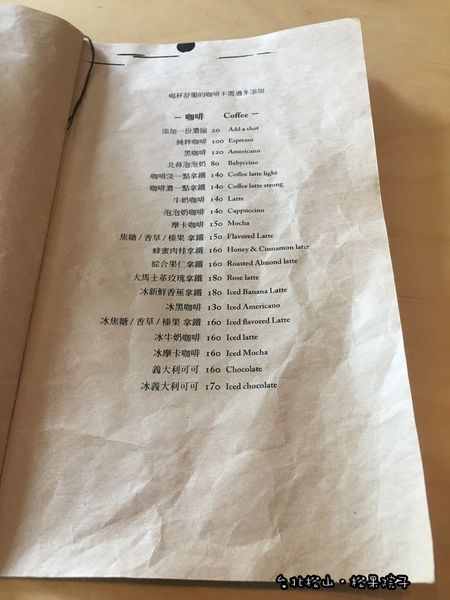 喝杯舒服的咖啡不需過多添加
— 咖啡 Coffee —
添加一份濃縮 20 Add a shot
純粹咖啡 100 Espresso
黑咖啡 120 Americano
北鼻泡泡奶 80 Babyccino
咖啡淡一點拿鐵 140 Coffee latte light
咖啡濃一點拿鐵 140 Coffee latte strong
牛奶咖啡 140 Latte
泡泡奶咖啡 140 Cappuccino
摩卡咖啡 150 Mocha
焦糖 / 香草 / 榛果 拿鐵 150 Flavored Latte
蜂蜜肉桂拿鐵 160 Honey & Cinnamon latte
綜合果仁拿鐵 160 Roasted Almond latte
大馬士革玫瑰拿鐵 180 Rose latte
冰新鮮香蕉拿鐵 180 Iced Banana Latte
冰黑咖啡 130 Iced Americano
冰焦糖 / 香草 / 榛果 拿鐵 160 Iced flavored Latte
冰牛奶咖啡 160 Iced latte
冰摩卡咖啡 160 Iced Mocha
義大利可可 160 Chocolate
冰義大利可可 170 Iced chocolate
台北松山·松果院子